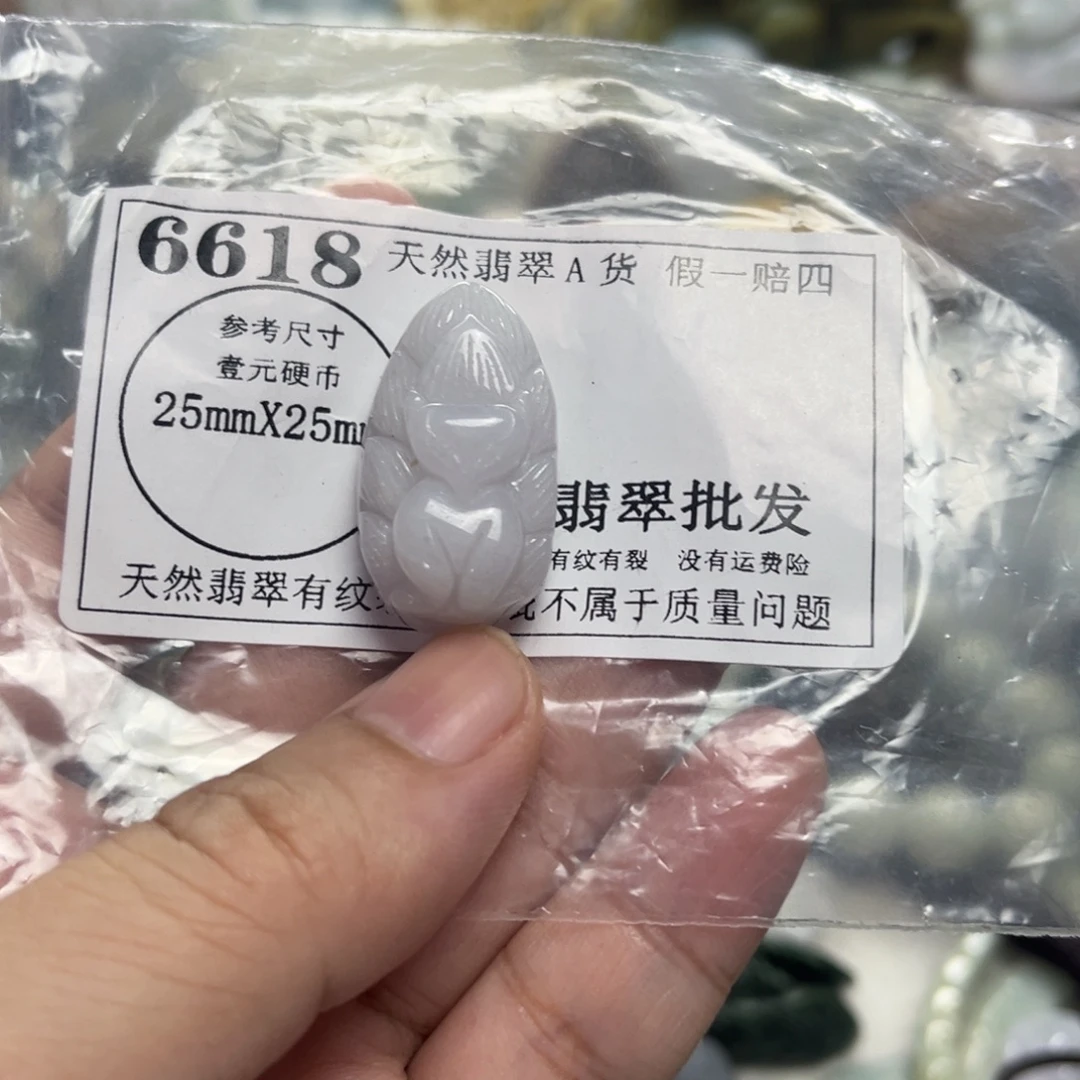 6618 天然翡翠A货 假一赔四
参考尺寸
壹元硬币
25mmX25m
翡翠批发
有纹有裂 没有运费险
天然翡翠有纹 不属于质量问题